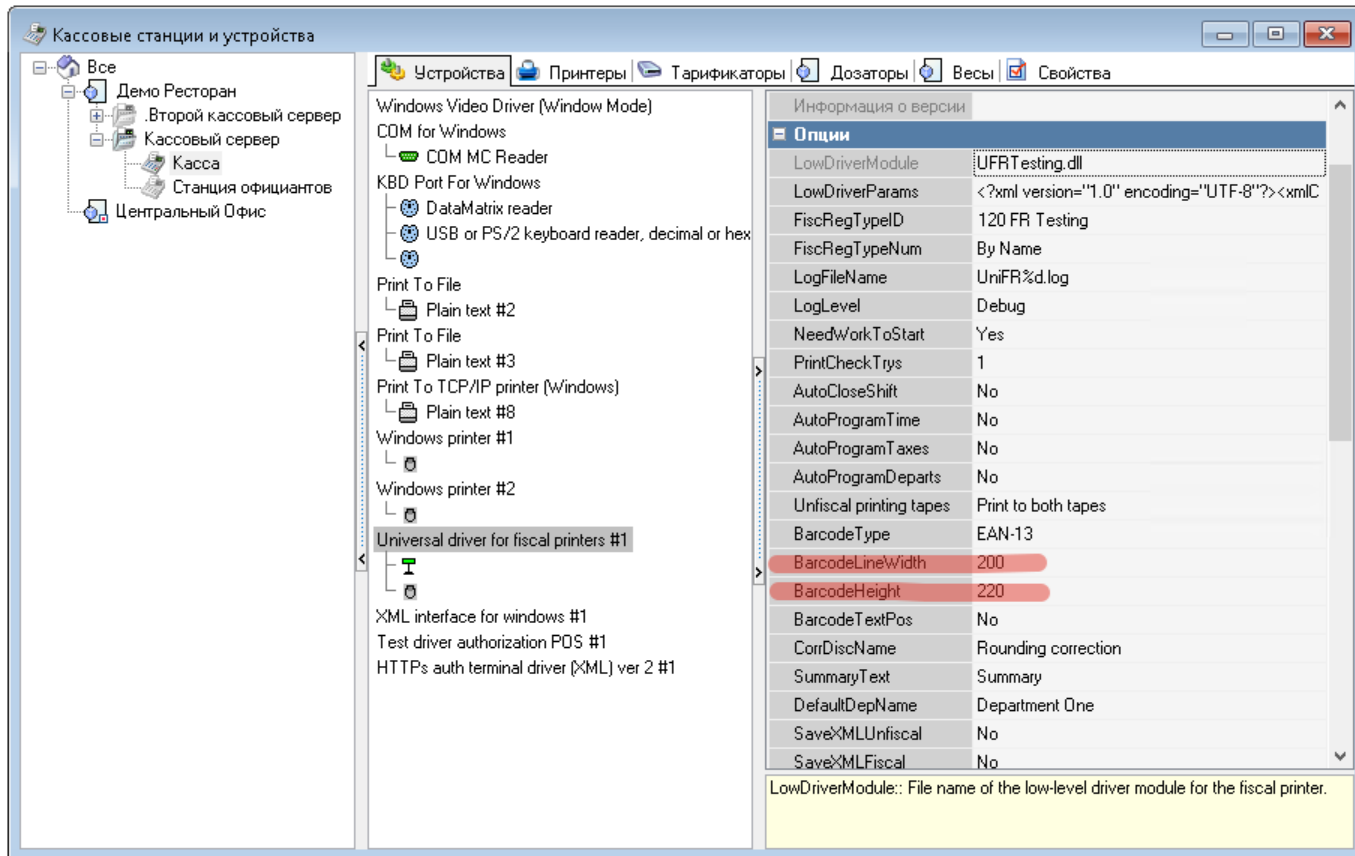 Кассовые станции и устройства
Все
Демо Ресторан
.Второй кассовый сервер
Кассовый сервер
Касса
Станция официантов
Центральный Офис
Устройства Принтеры Тарификаторы Дозаторы Весы Свойства
Windows Video Driver (Window Mode)
COM for Windows
COM MC Reader
KBD Port For Windows
DataMatrix reader
USB or PS/2 keyboard reader, decimal or hex
Print To File
Plain text #2
Print To File
Plain text #3
Print To TCP/IP printer (Windows)
Plain text #8
Windows printer #1
Windows printer #2
Universal driver for fiscal printers #1
XML interface for windows #1
Test driver authorization POS #1
HTTPs auth terminal driver (XML) ver 2 #1
Информация о версии
Опции
LowDriverModule UFRTesting.dll
LowDriverParams <?xml version="1.0" encoding="UTF-8"?><xmlC
FiscRegTypeID 120 FR Testing
FiscRegTypeNum By Name
LogFileName UniFR%d.log
LogLevel Debug
NeedWorkToStart Yes
PrintCheckTrys 1
AutoCloseShift No
AutoProgramTime No
AutoProgramTaxes No
AutoProgramDeparts No
Unfiscal printing tapes Print to both tapes
BarcodeType EAN-13
BarcodeLineWidth 200
BarcodeHeight 220
BarcodeTextPos No
CorrDiscName Rounding correction
SummaryText Summary
DefaultDepName Department One
SaveXMLUnfiscal No
SaveXMLFiscal No
LowDriverModule:: File name of the low-level driver module for the fiscal printer.